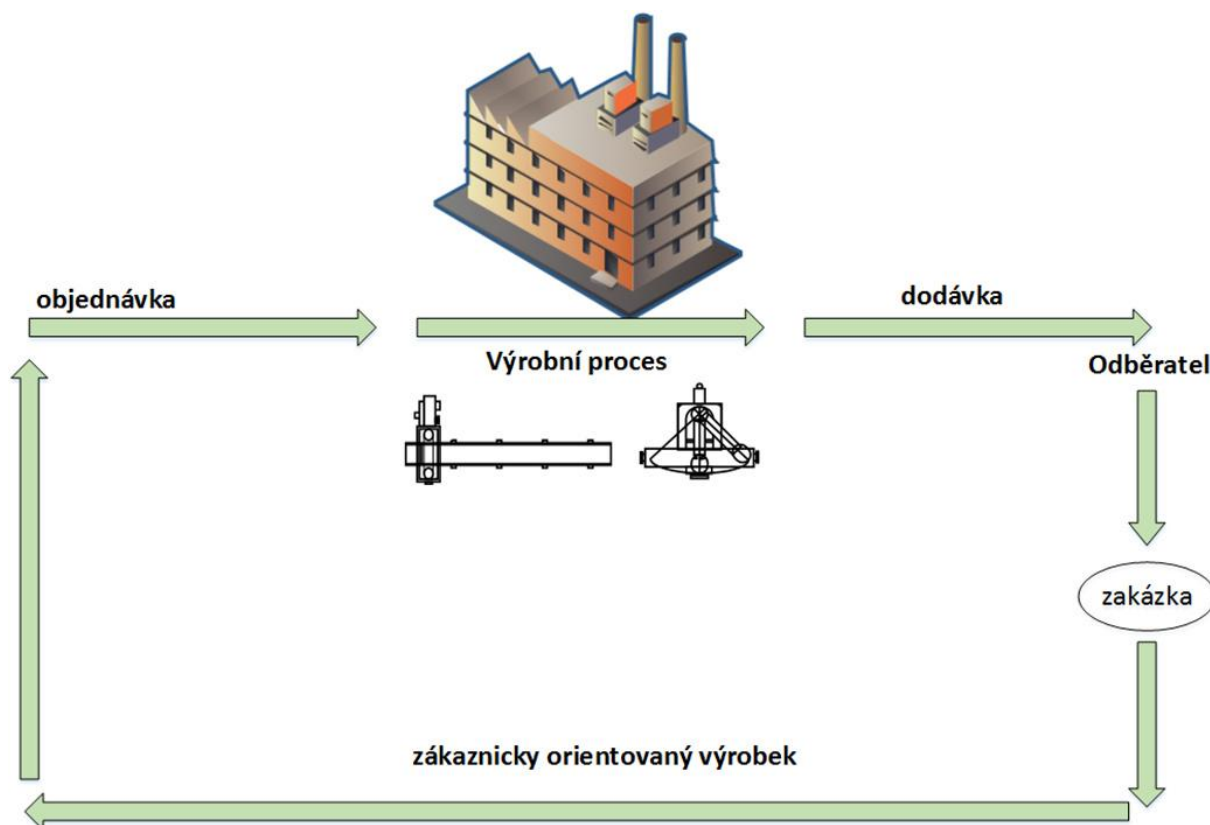 objednávka
dodávka
Výrobní proces
Odběratel
zakázka
zákaznicky orientovaný výrobek